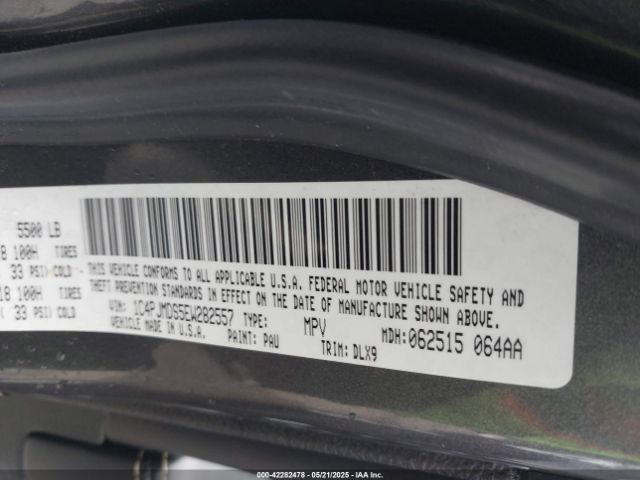 5500 LB
8 100H TIRES
33 PSI) COLD
18 100H TIRES
( 33 PSI) COLD
-THIS VEHICLE CONFORMS TO ALL APPLICABLE U.S.A. FEDERAL MOTOR VEHICLE SAFETY AND
THEFT PREVENTION STANDARDS IN EFFECT ON THE DATE OF MANUFACTURE SHOWN ABOVE.
VIN: 1C4PJMDS5EW282557 TYPE: MPV MDH: 062515 064AA
VEHICLE MADE IN U.S.A. PAINT: PAU TRIM: DLX9
000-42282478 - 05/21/2025 - IAA Inc.